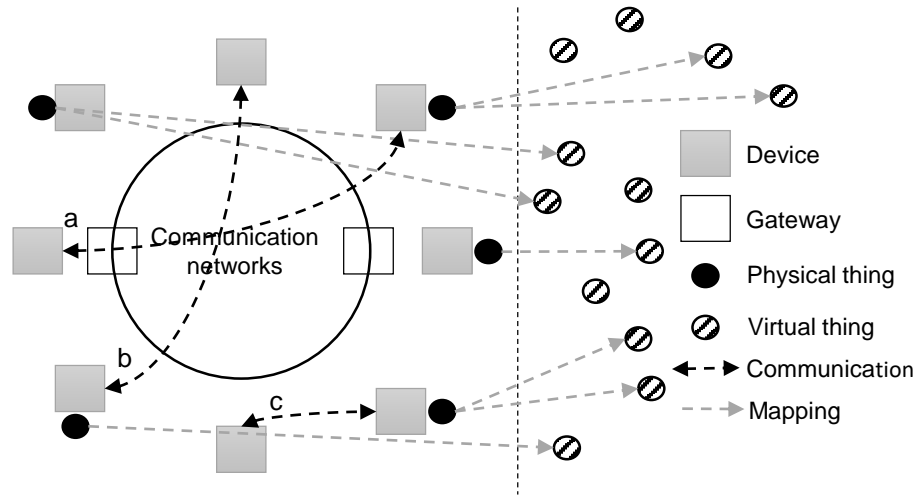 a
Communication
networks
b
c
Device
Gateway
Physical thing
Virtual thing
Communication
Mapping